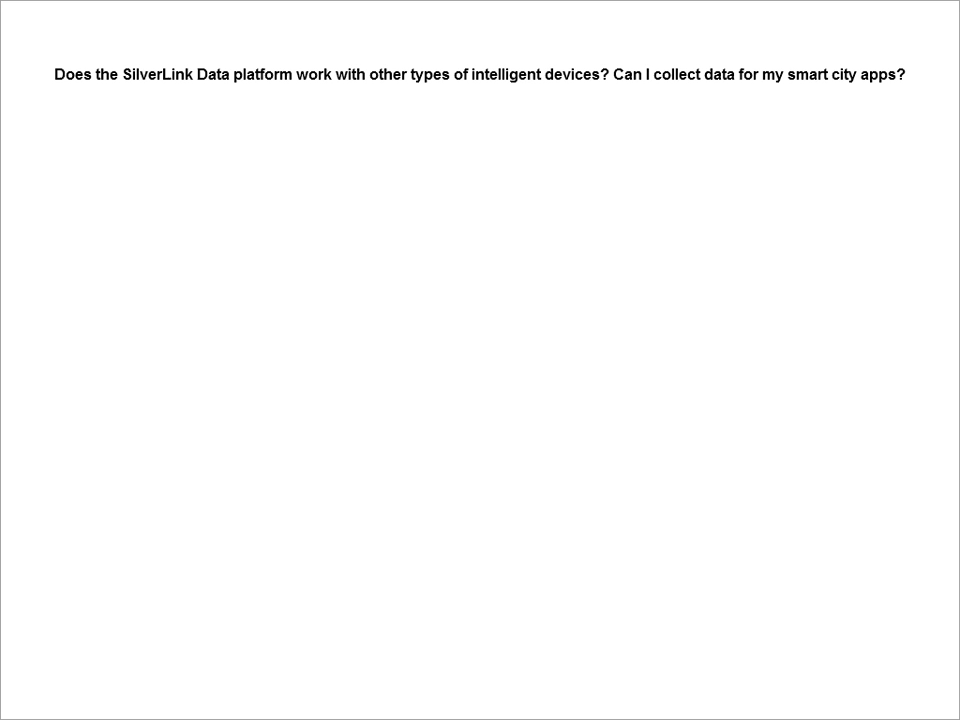 Does the SilverLink Data platform work with other types of intelligent devices? Can I collect data for my smart city apps?